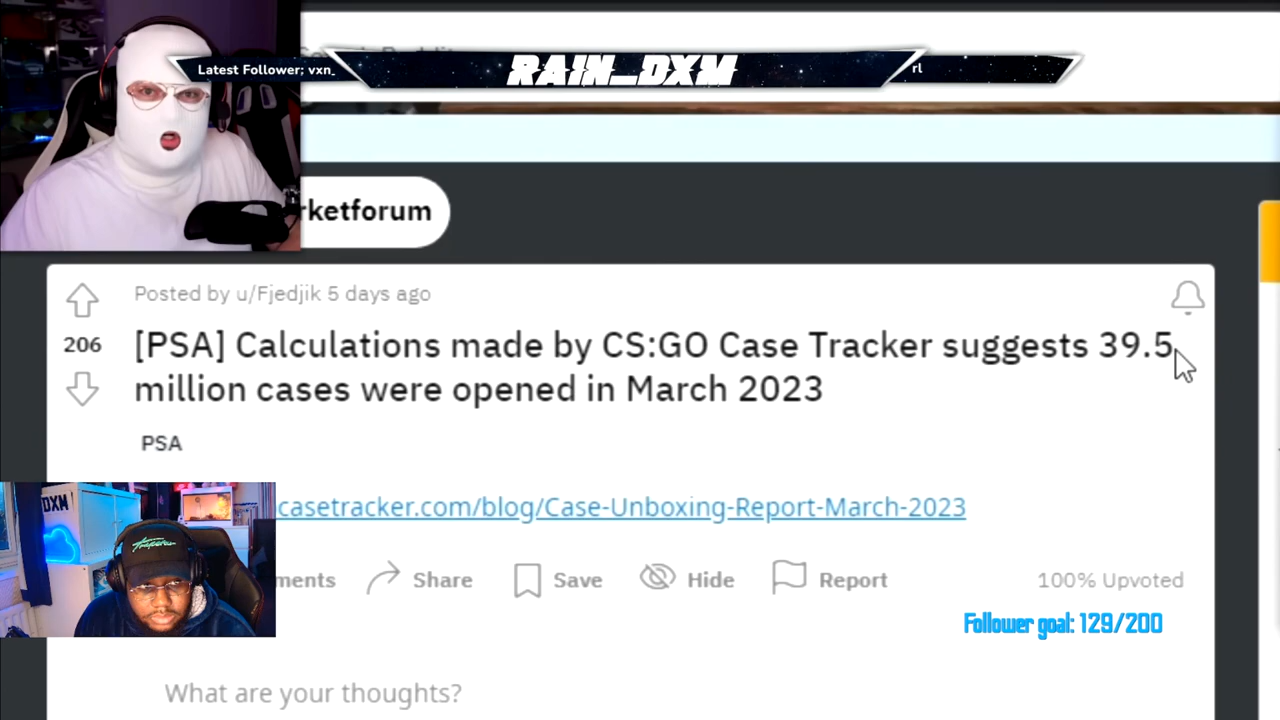 Latest Follower; vxn_
RAIN_DXM
rl
rketforum
Posted by u/Fjedjik 5 days ago
206
[PSA] Calculations made by CS:GO Case Tracker suggests 39.5
million cases were opened in March 2023
PSA
DXM
casetracker.com/blog/Case-Unboxing-Report-March-2023
ments
Share
Save
Hide
Report
100% Upvoted
Follower goal: 129/200
What are your thoughts?